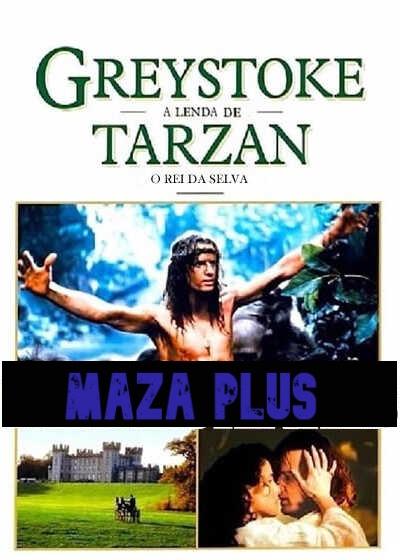 GREYSTOKE
A LENDA DE
TARZAN
O REI DA SELVA
MAZA PLUS